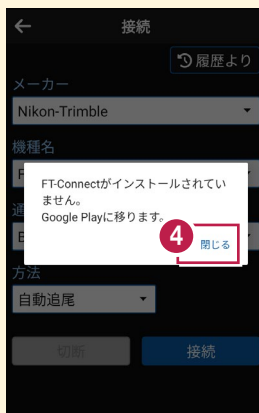 接続
履歴より
メーカー
Nikon-Trimble
機種名
F
FT-Connectがインストールされてい
ません。
Google Playに移ります。
通
4
閉じる
方法
自動追尾
切断
接続